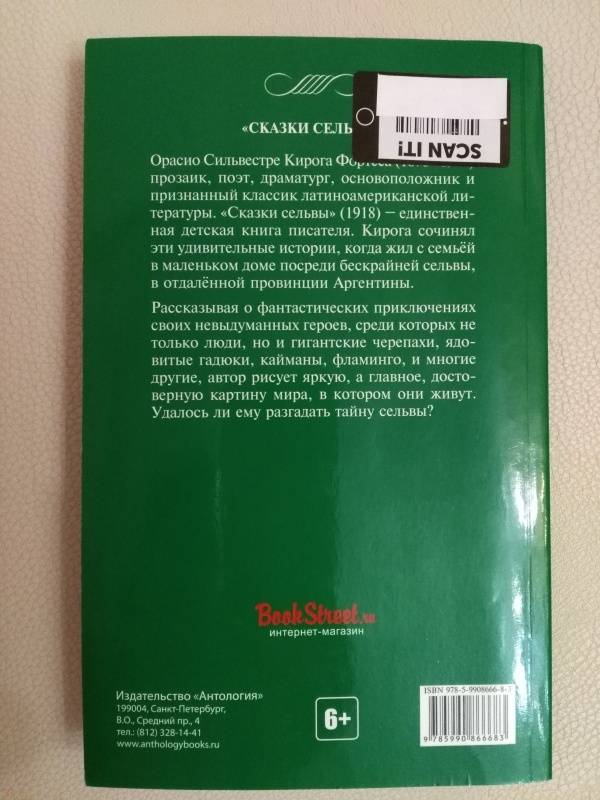 «СКАЗКИ СЕЛЬ
SCAN IT!
Орасио Сильвестре Кирога Фортеса
прозаик, поэт, драматург, основоположник и
признанный классик латиноамериканской ли-
тературы. «Сказки сельвы» (1918) – единствен-
ная детская книга писателя. Кирога сочинял
эти удивительные истории, когда жил с семьёй
в маленьком доме посреди бескрайней сельвы,
в отдалённой провинции Аргентины.
Рассказывая о фантастических приключениях
своих невыдуманных героев, среди которых не
только люди, но и гигантские черепахи, ядо-
витые гадюки, кайманы, фламинго, и многие
другие, автор рисует яркую, а главное, досто-
верную картину мира, в котором они живут.
Удалось ли ему разгадать тайну сельвы?
BookStreet.ru
интернет-магазин
Издательство «Антология»
199004, Санкт-Петербург,
В.О., Средний пр., 4
тел.: (812) 328-14-41
www.anthologybooks.ru
6+
ISBN 978-5-9908666-8-3
9785990866683